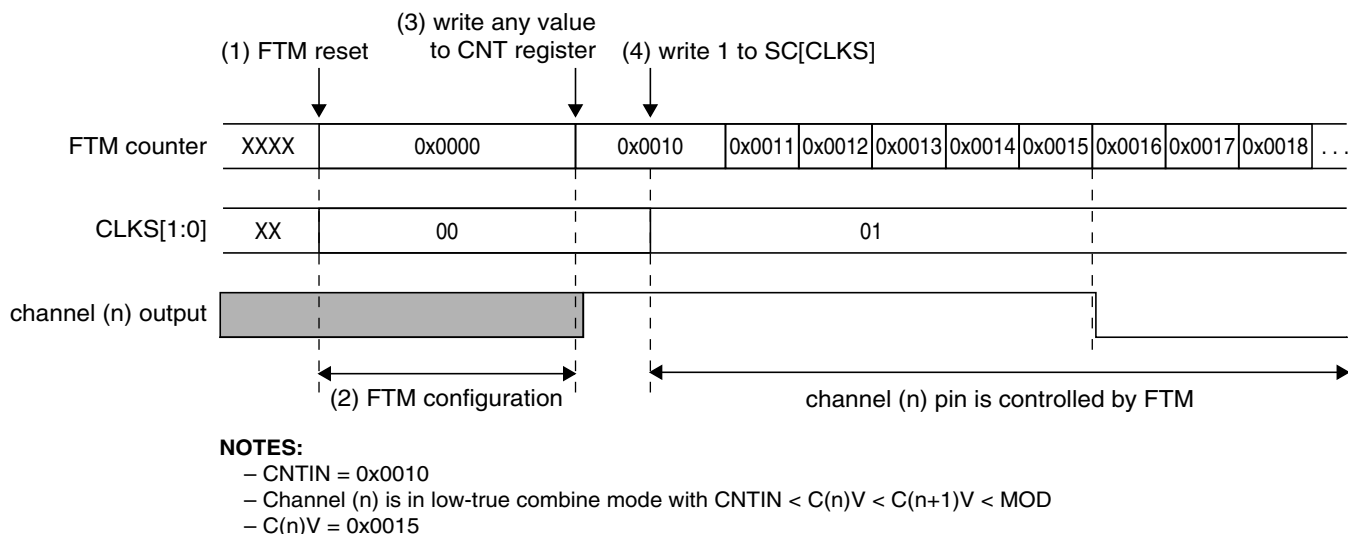 (3) write any value
(1) FTM reset to CNT register (4) write 1 to SC[CLKS]
FTM counter XXXX 0x0000 0x0010 0x0011 0x0012 0x0013 0x0014 0x0015 0x0016 0x0017 0x0018 . . .
CLKS[1:0] XX 00 01
channel (n) output
(2) FTM configuration channel (n) pin is controlled by FTM
NOTES:
– CNTIN = 0x0010
– Channel (n) is in low-true combine mode with CNTIN < C(n)V < C(n+1)V < MOD
– C(n)V = 0x0015